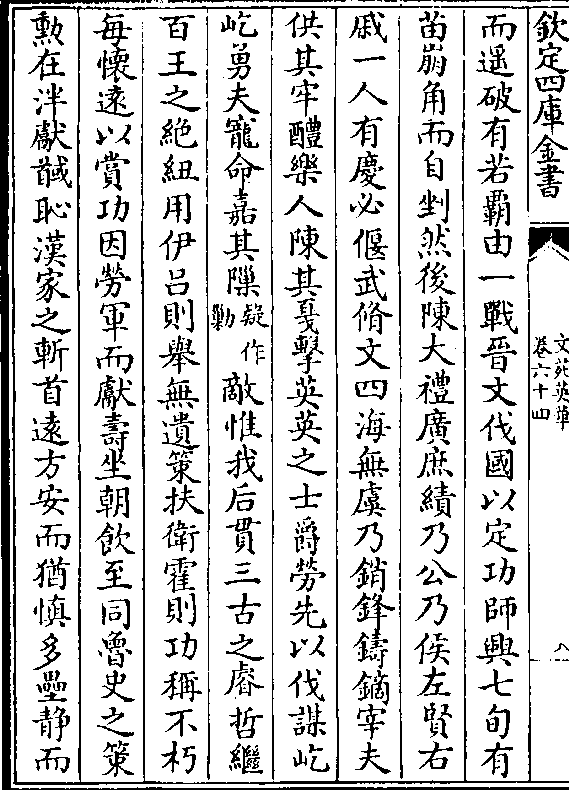 欽定四庫全書
文苑英華
卷六十四
八
而遥破有若霸由一戰晉文伐國以定功師興七旬有
苗崩角而自剉然後陳大禮廣庶績乃公乃侯左賢右
戚一人有慶必偃武脩文四海無虞乃銷鋒鑄鏑宰夫
供其牢醴樂人陳其戛擊英英之士爵勞先以伐謀屹
屹勇夫寵命嘉其隟疑作勦敵惟我后貫三古之睿哲繼
百王之絶紐用伊吕則舉無遺策扶衛霍則功稱不朽
每懷遠以賞功因勞軍而獻壽坐朝飲至同魯史之策
勲在泮獻馘恥漢家之斬首遠方安而猶慎多壘静而